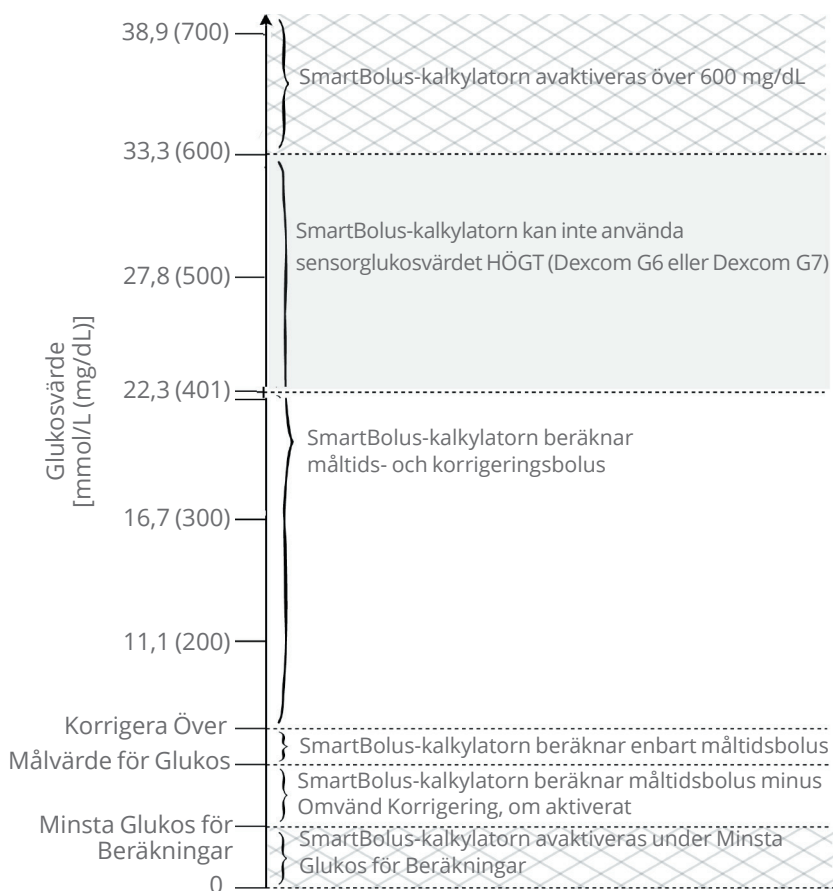 38,9 (700)
SmartBolus-kalkylatorn avaktiveras över 600 mg/dL
33,3 (600)
SmartBolus-kalkylatorn kan inte använda
sensorglukosvärdet HÖGT (Dexcom G6 eller Dexcom G7)
27,8 (500)
Glukosvärde
[mmol/L (mg/dL)]
22,3 (401)
SmartBolus-kalkylatorn beräknar
måltids- och korrigeringsbolus
16,7 (300)
11,1 (200)
Korrigera Över
SmartBolus-kalkylatorn beräknar enbart måltidsbolus
Målvärde för Glukos
SmartBolus-kalkylatorn beräknar måltidsbolus minus
Omvänd Korrigering, om aktiverat
Minsta Glukos för
Beräkningar
SmartBolus-kalkylatorn avaktiveras under Minsta
Glukos för Beräkningar
0